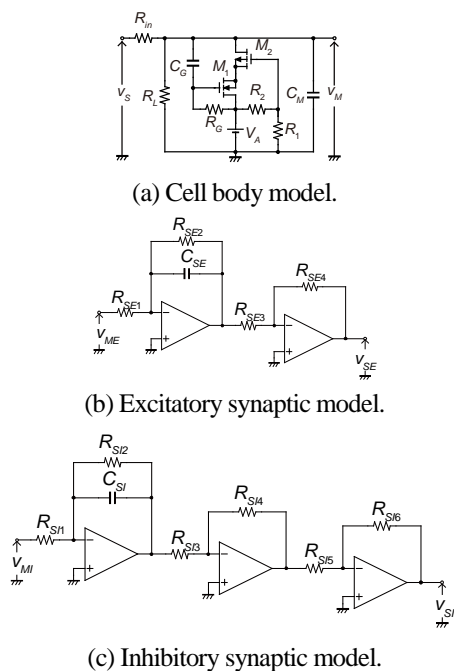 R_in
M_2
C_G
M_1
v_S
R_L
R_2
C_M
v_M
R_G
V_A
R_1
(a) Cell body model.
R_SE2
C_SE
R_SE1
R_SE4
R_SE3
v_ME
v_SE
(b) Excitatory synaptic model.
R_SI2
C_SI
R_SI1
R_SI4
R_SI6
R_SI3
R_SI5
v_MI
v_SI
(c) Inhibitory synaptic model.